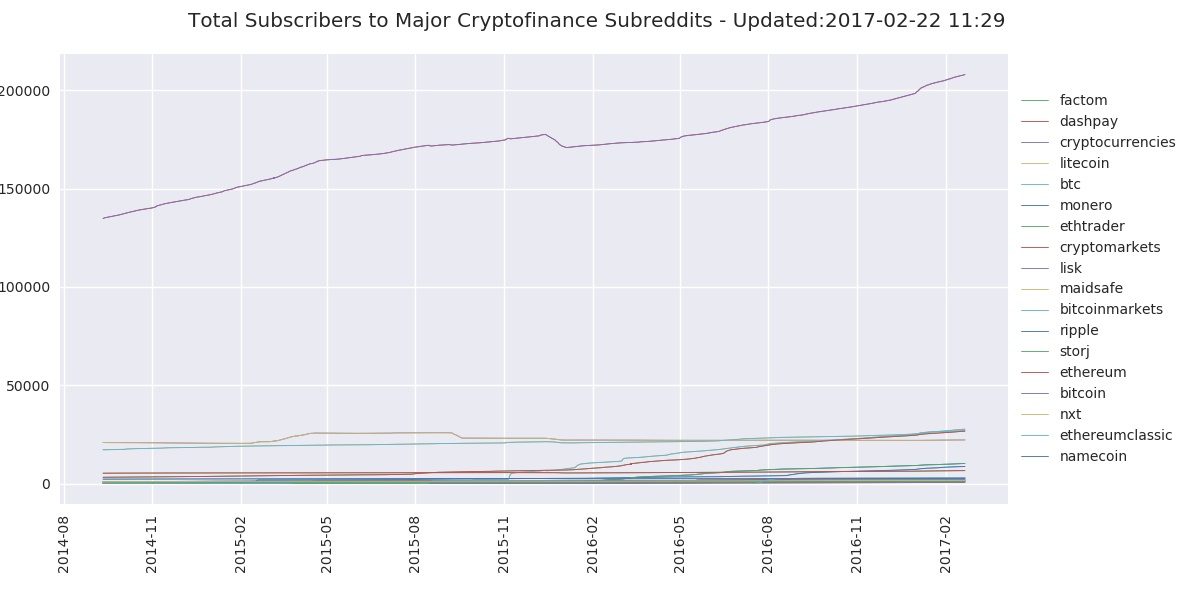 Total Subscribers to Major Cryptofinance Subreddits - Updated:2017-02-22 11:29
200000
150000
100000
50000
0
2014-08
2014-11
2015-02
2015-05
2015-08
2015-11
2016-02
2016-05
2016-08
2016-11
2017-02
factom
dashpay
cryptocurrencies
litecoin
btc
monero
ethtrader
cryptomarkets
lisk
maidsafe
bitcoinmarkets
ripple
storj
ethereum
bitcoin
nxt
ethereumclassic
namecoin